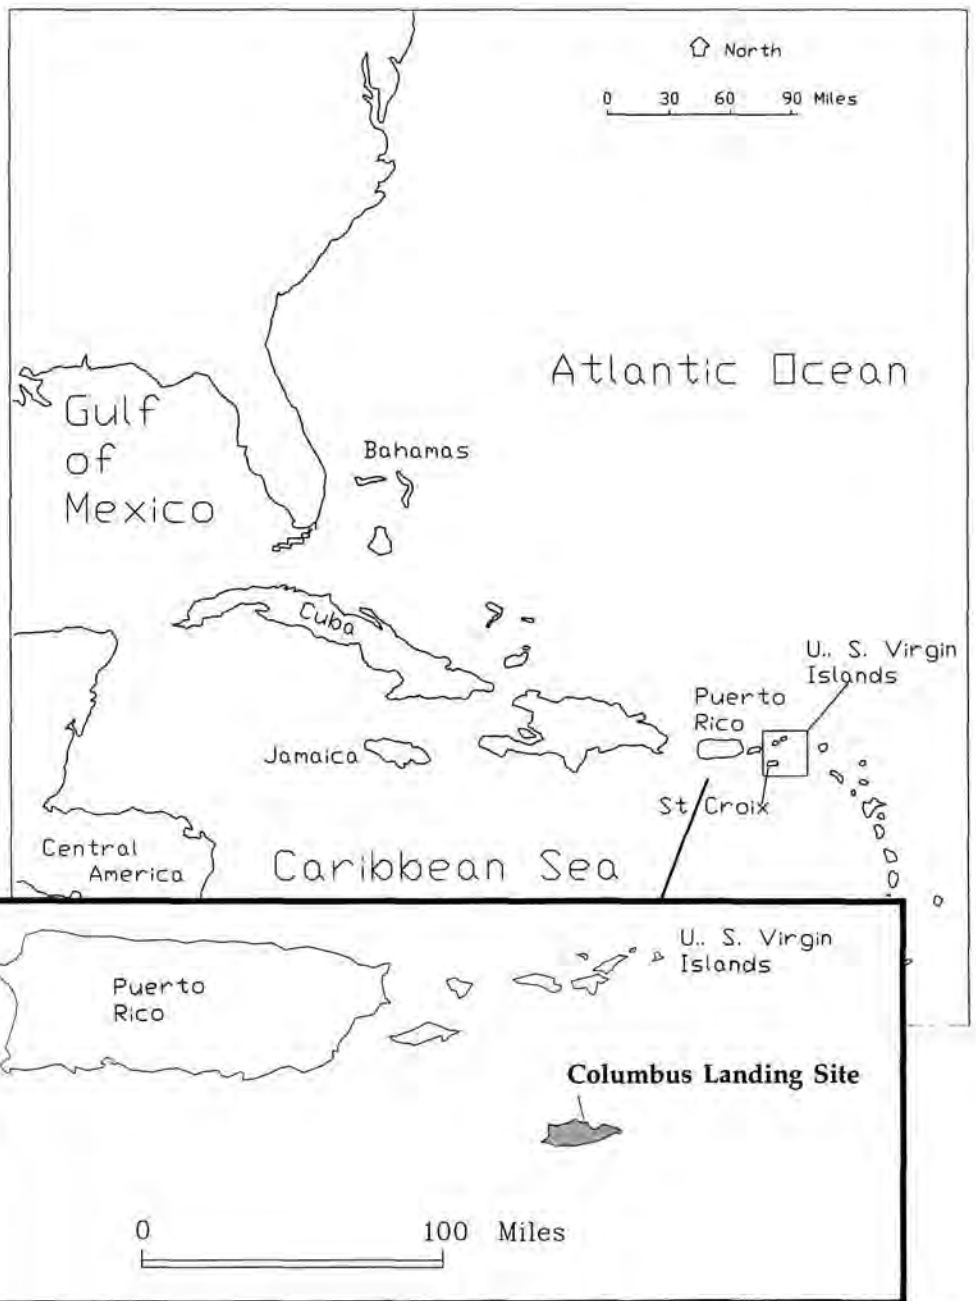 North
0 30 60 90 Miles
Atlantic Ocean
Gulf
of
Mexico
Bahamas
Cuba
U.. S. Virgin
Islands
Puerto
Rico
Jamaica
St Croix
Central
America
Caribbean Sea
U.. S. Virgin
Islands
Puerto
Rico
Columbus Landing Site
0 100 Miles